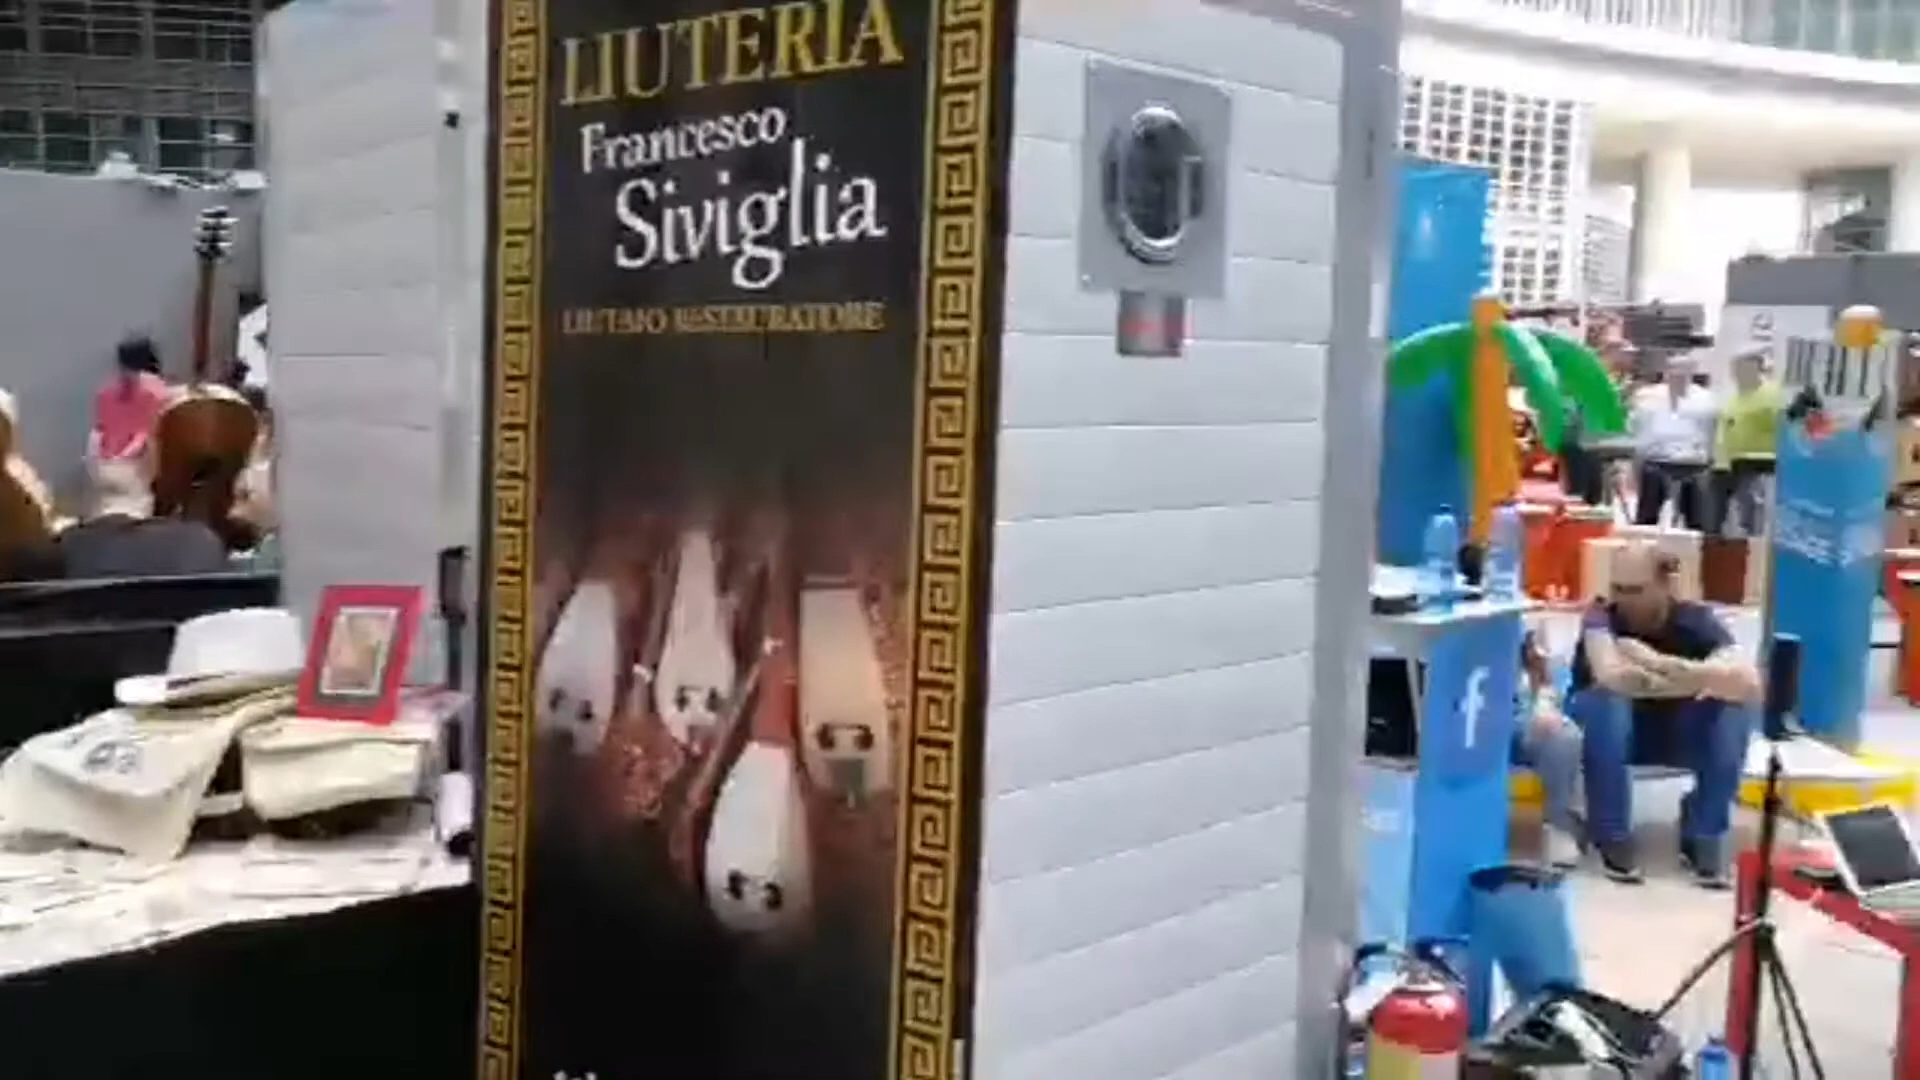 LIUTERIA
Francesco
Siviglia
LIUTAIO RESTAURATORE
f